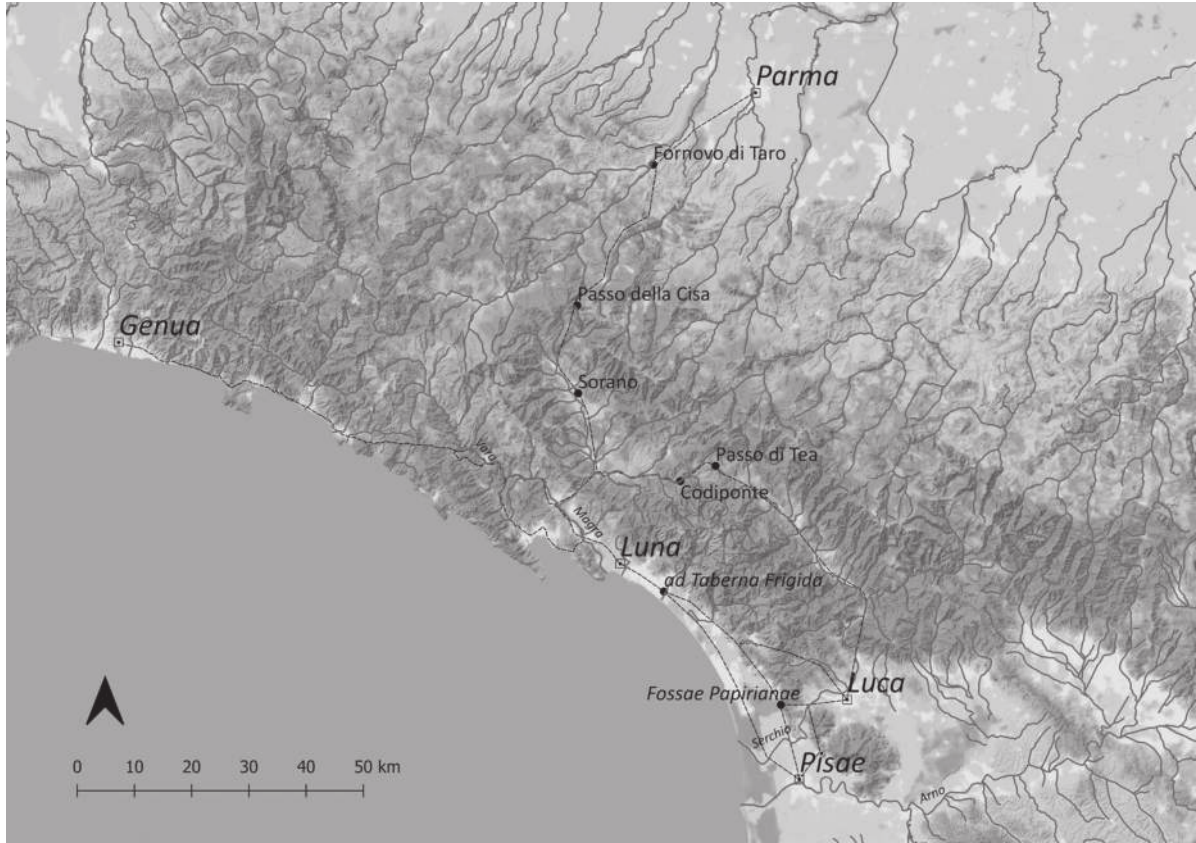 Parma
Fornovo di Taro
Passo della Cisa
Genua
Sorano
Vara
Passo di Tea
Codiponte
Magra
Luna
ad Taberna Frigida
Fossae Papirianae
Luca
Serchio
Pisae
Arno
0 10 20 30 40 50 km